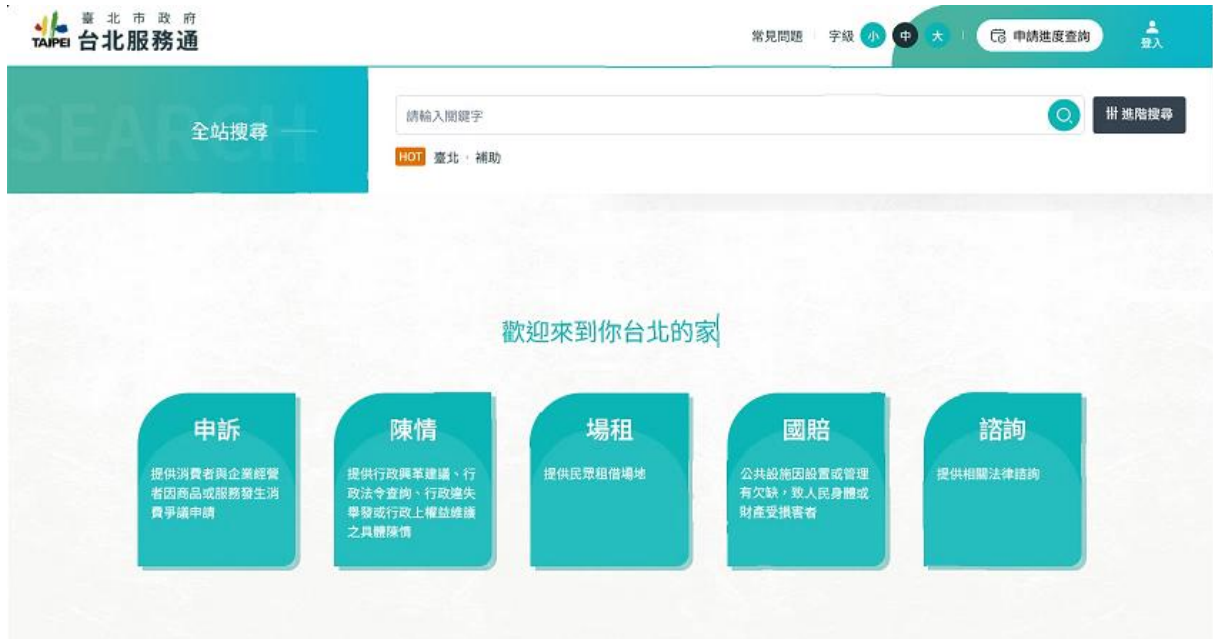 臺北市政府
TAIPEI 台北服務通
常見問題 字級 小 中 大 申請進度查詢 登入
SEARCH
全站搜尋
請輸入關鍵字
進階搜尋
HOT 臺北、補助
歡迎來到你台北的家
申訴
提供消費者與企業經營
者因商品或服務發生消
費爭議申請
陳情
提供行政興革建議、行
政法令查詢、行政違失
舉發或行政上權益維護
之具體陳情
場租
提供民眾租借場地
國賠
公共設施因設置或管理
有欠缺,致人民身體或
財產受損害者
諮詢
提供相關法律諮詢